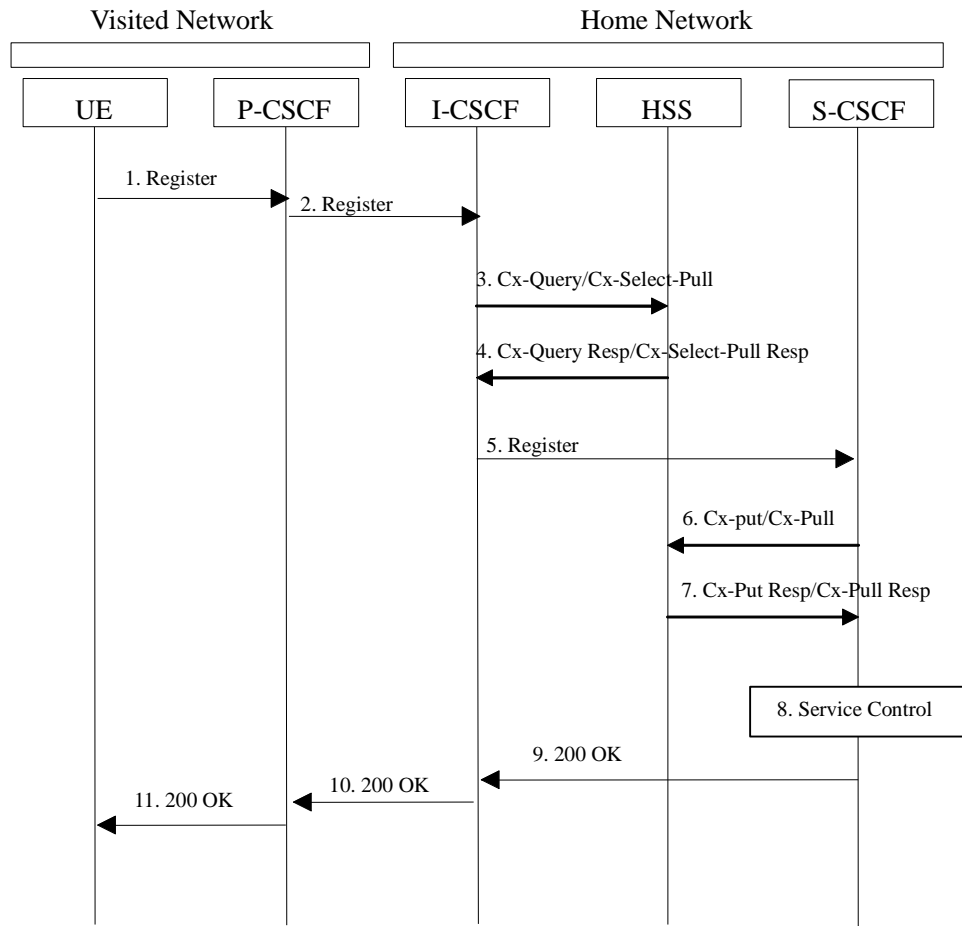 Visited Network
Home Network
UE
P-CSCF
I-CSCF
HSS
S-CSCF
1. Register
2. Register
3. Cx-Query/Cx-Select-Pull
4. Cx-Query Resp/Cx-Select-Pull Resp
5. Register
6. Cx-put/Cx-Pull
7. Cx-Put Resp/Cx-Pull Resp
8. Service Control
9. 200 OK
10. 200 OK
11. 200 OK